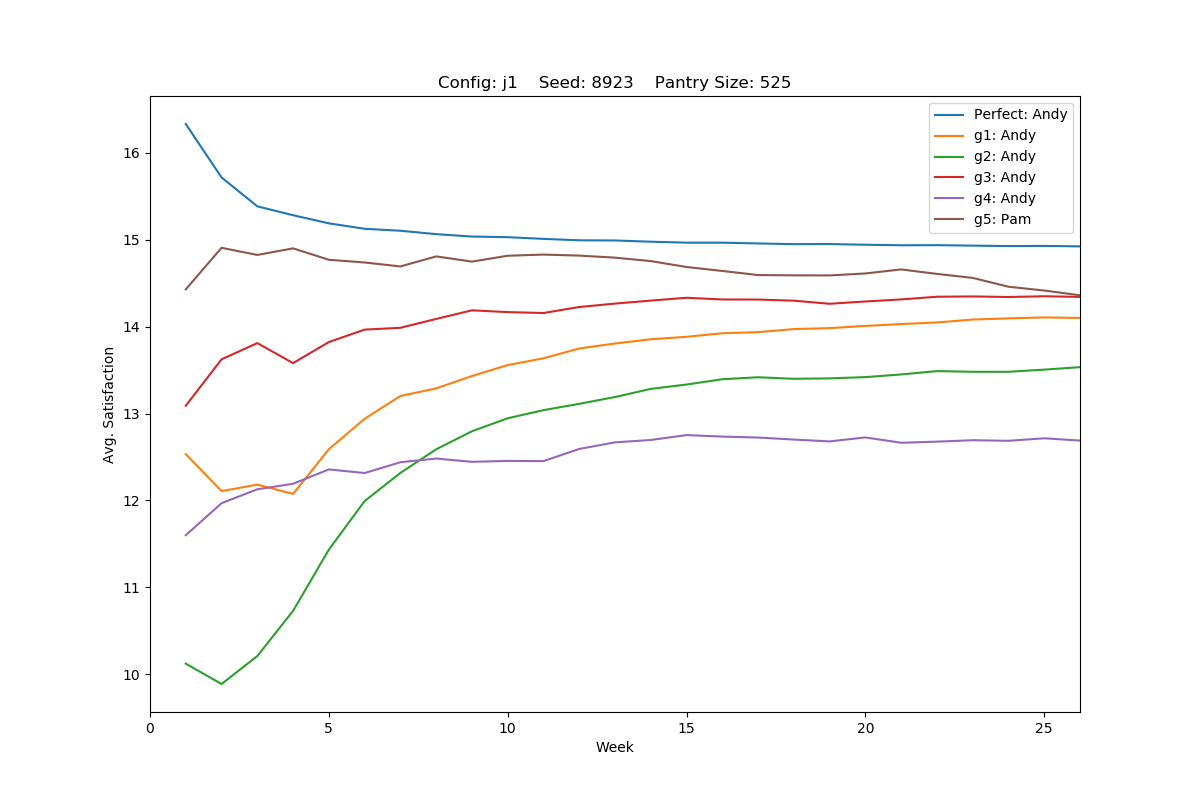 Config: j1    Seed: 8923    Pantry Size: 525
Perfect: Andy
g1: Andy
g2: Andy
g3: Andy
g4: Andy
g5: Pam
Avg. Satisfaction
16
15
14
13
12
11
10
0 5 10 15 20 25
Week